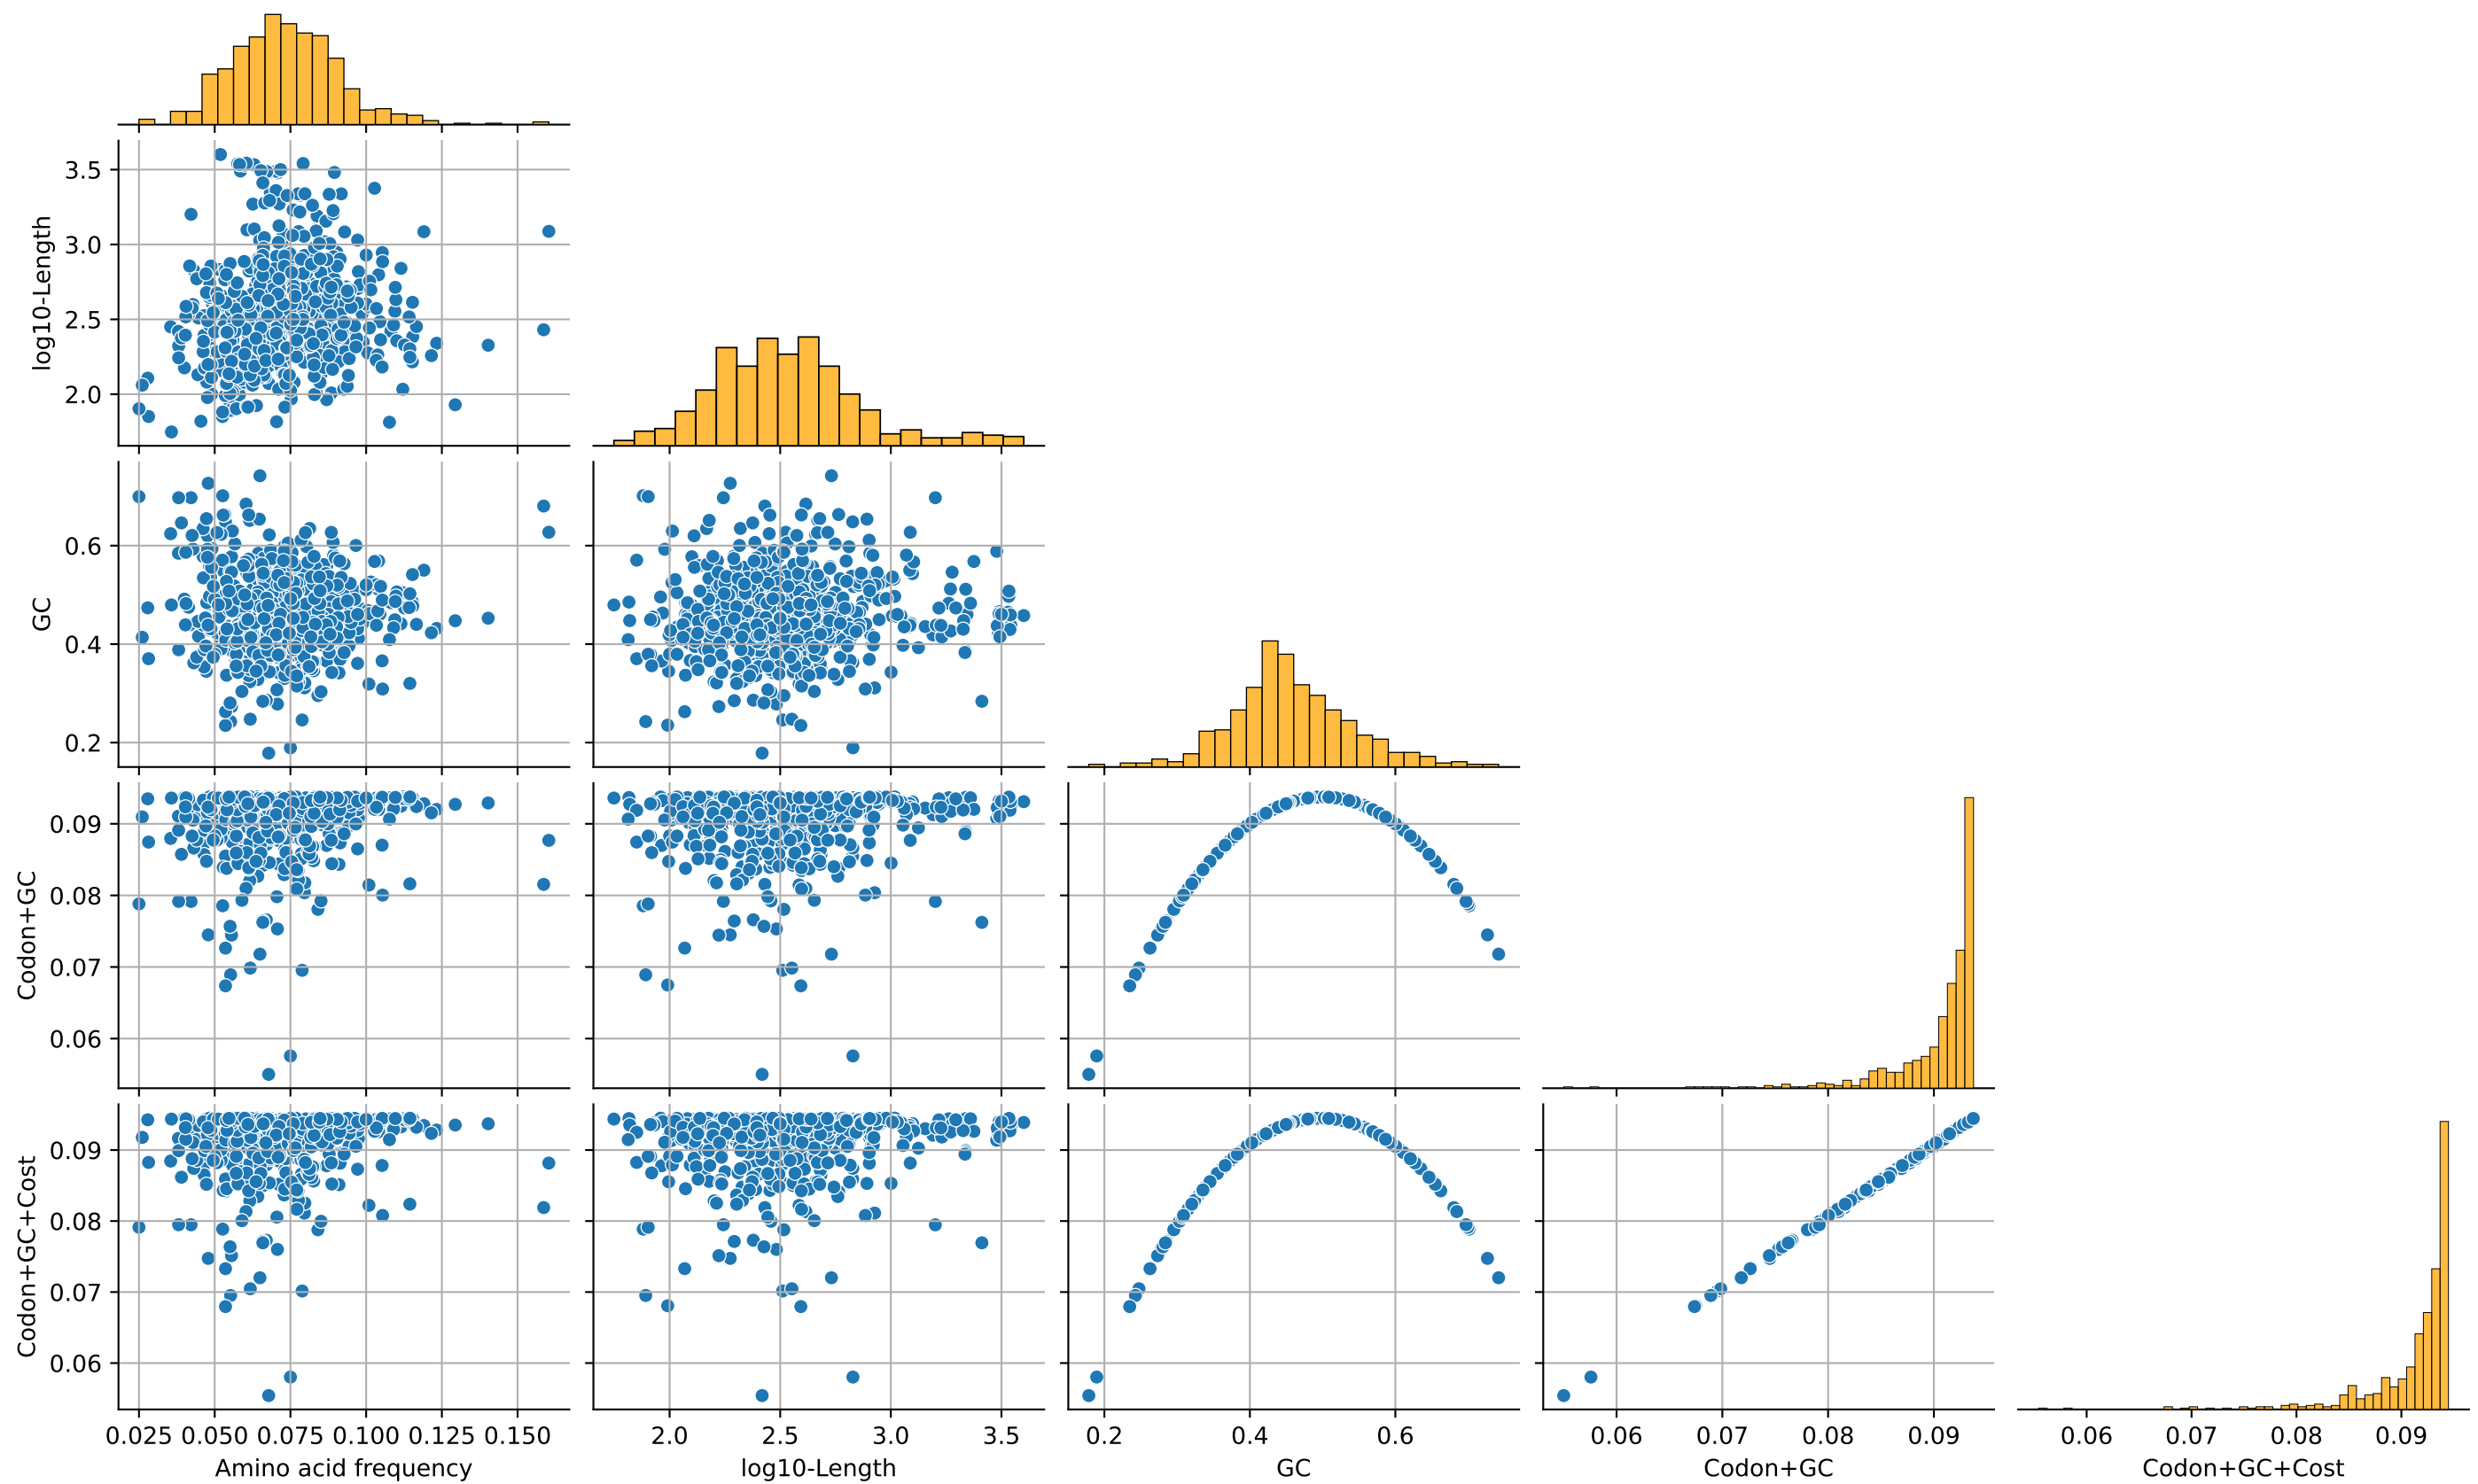 3.5
3.0
2.5
2.0
log10-Length
0.6
0.4
0.2
GC
0.09
0.08
0.07
0.06
Codon+GC
0.09
0.08
0.07
0.06
Codon+GC+Cost
0.025 0.050 0.075 0.100 0.125 0.150
Amino acid frequency
2.0 2.5 3.0 3.5
log10-Length
0.2 0.4 0.6
GC
0.06 0.07 0.08 0.09
Codon+GC
0.06 0.07 0.08 0.09
Codon+GC+Cost